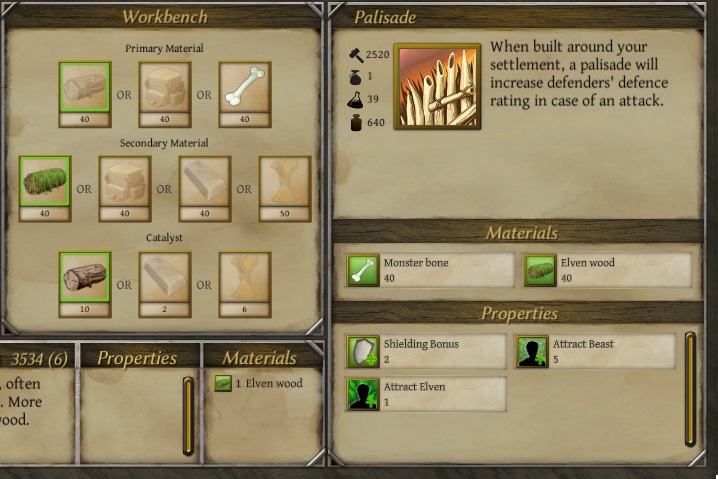 Workbench
Primary Material
OR
OR
40
40
40
Secondary Material
OR
OR
OR
40
40
40
50
Catalyst
OR
OR
10
2
6
3534 (6)
, often
. More
ood.
Properties
Materials
1 Elven wood
Palisade
2520
1
39
640
When built around your
settlement, a palisade will
increase defenders' defence
rating in case of an attack.
Materials
Monster bone
40
Elven wood
40
Properties
Shielding Bonus
2
Attract Beast
5
Attract Elven
1